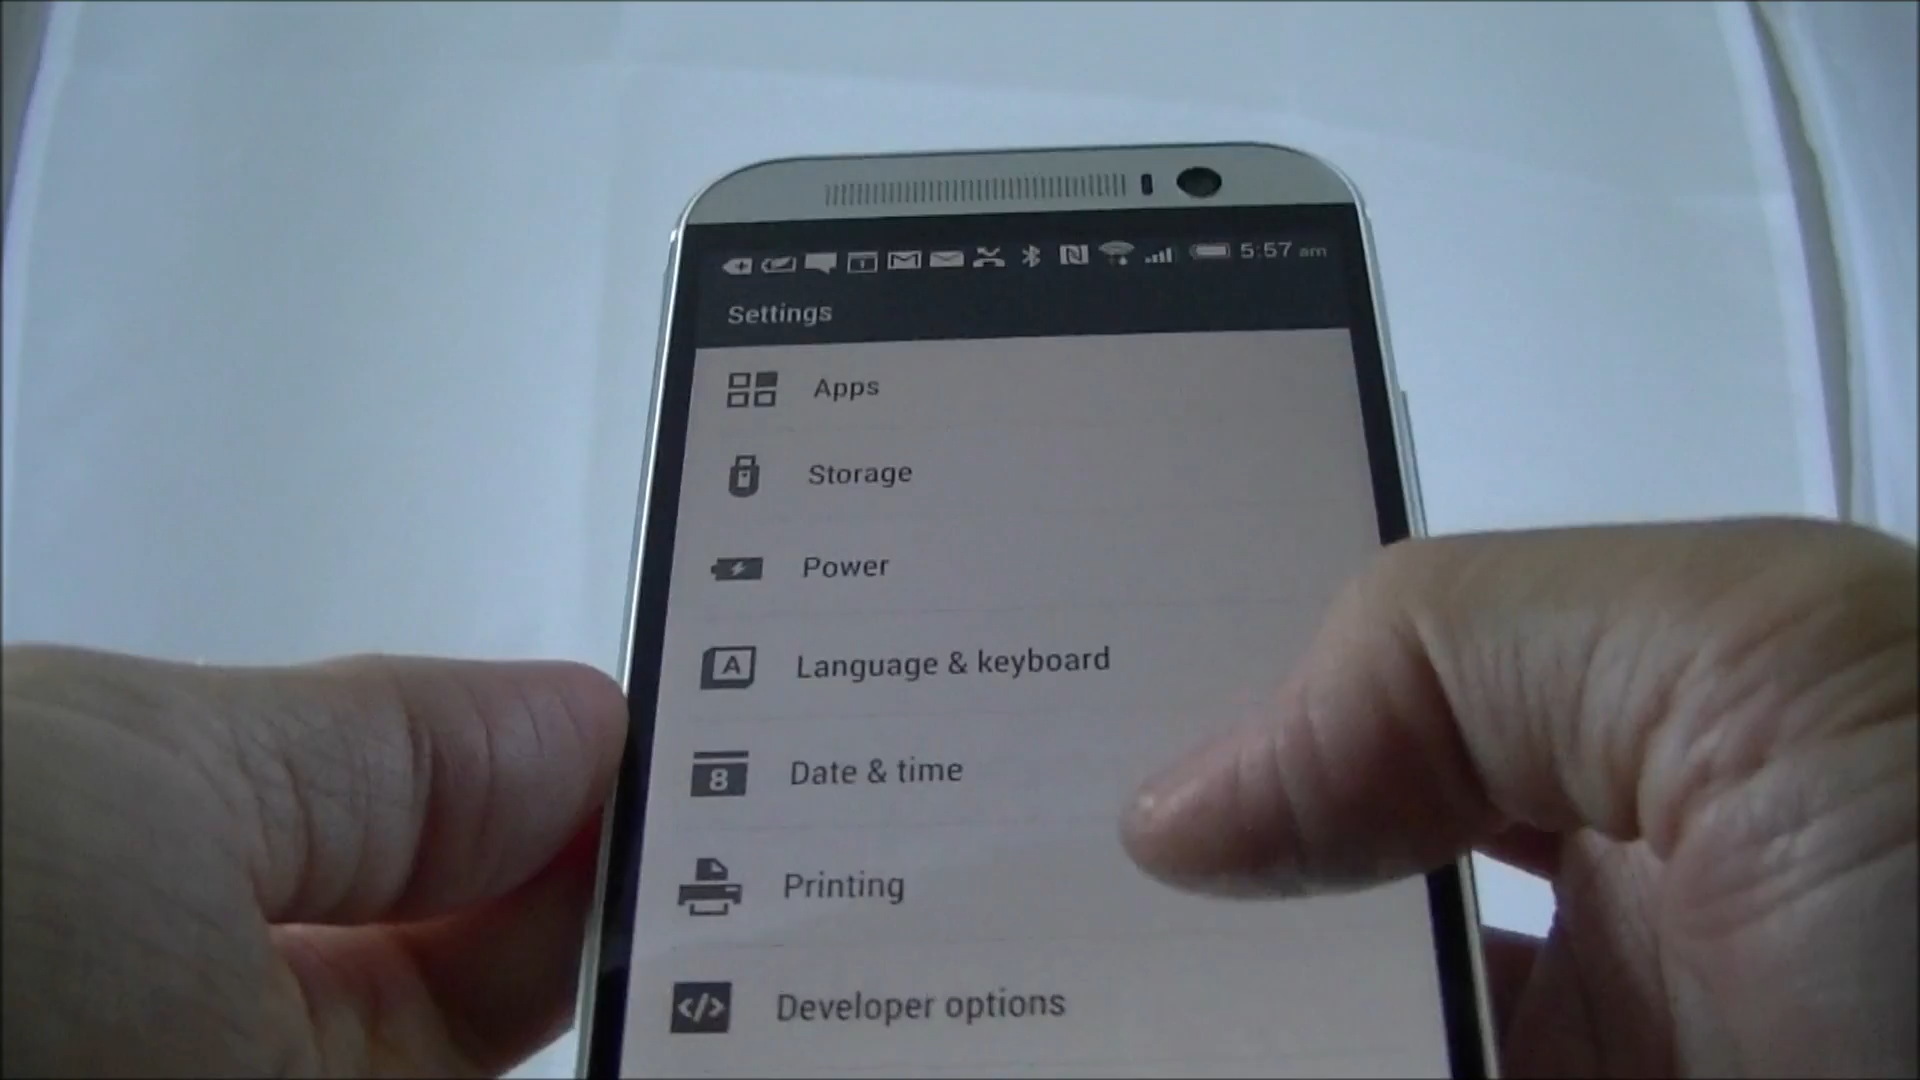 5:57 am
Settings
Apps
Storage
Power
A
Language & keyboard
8
Date & time
Printing
</>
Developer options